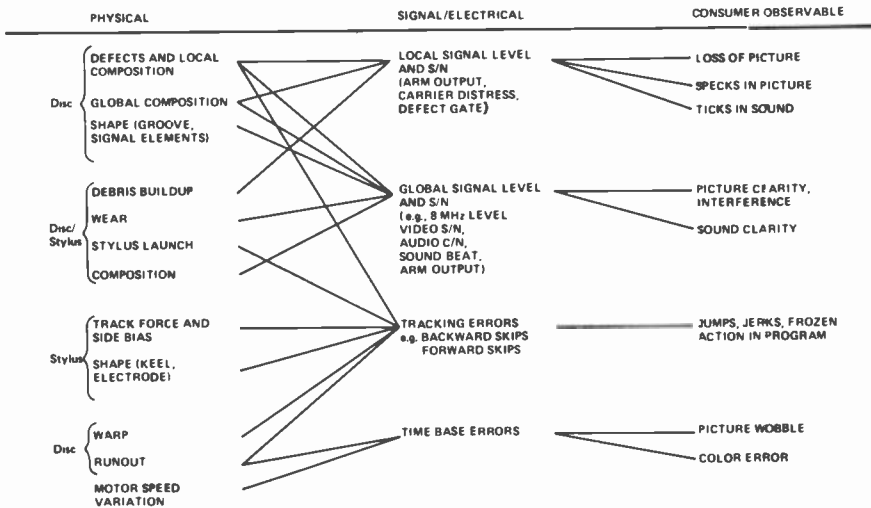 PHYSICAL
SIGNAL/ELECTRICAL
CONSUMER OBSERVABLE
Disc
DEFECTS AND LOCAL
COMPOSITION
GLOBAL COMPOSITION
SHAPE (GROOVE,
SIGNAL ELEMENTS)
Disc/
Stylus
DEBRIS BUILDUP
WEAR
STYLUS LAUNCH
COMPOSITION
Stylus
TRACK FORCE AND
SIDE BIAS
SHAPE (KEEL,
ELECTRODE)
Disc
WARP
RUNOUT
MOTOR SPEED
VARIATION
LOCAL SIGNAL LEVEL
AND S/N
(ARM OUTPUT,
CARRIER DISTRESS,
DEFECT GATE)
GLOBAL SIGNAL LEVEL
AND S/N
(e.g., 8 MHz LEVEL
VIDEO S/N,
AUDIO C/N,
SOUND BEAT,
ARM OUTPUT)
TRACKING ERRORS
e.g. BACKWARD SKIPS
FORWARD SKIPS
TIME BASE ERRORS
LOSS OF PICTURE
SPECKS IN PICTURE
TICKS IN SOUND
PICTURE CLARITY,
INTERFERENCE
SOUND CLARITY
JUMPS, JERKS, FROZEN
ACTION IN PROGRAM
PICTURE WOBBLE
COLOR ERROR